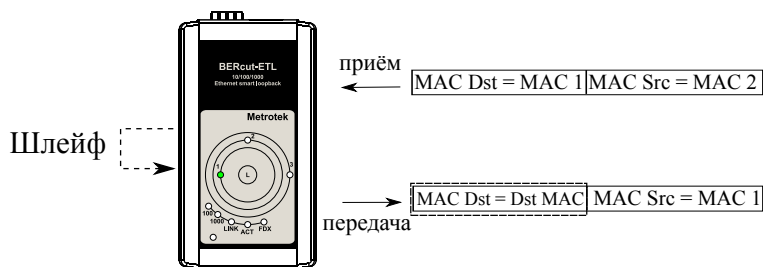 BERcut-ETL
10/100/1000
Ethernet smart loopback
Metrotek
приём
MAC Dst = MAC 1 MAC Src = MAC 2
Шлейф
2
1
3
L
100
1000
LINK
ACT
FDX
передача
MAC Dst = Dst MAC MAC Src = MAC 1